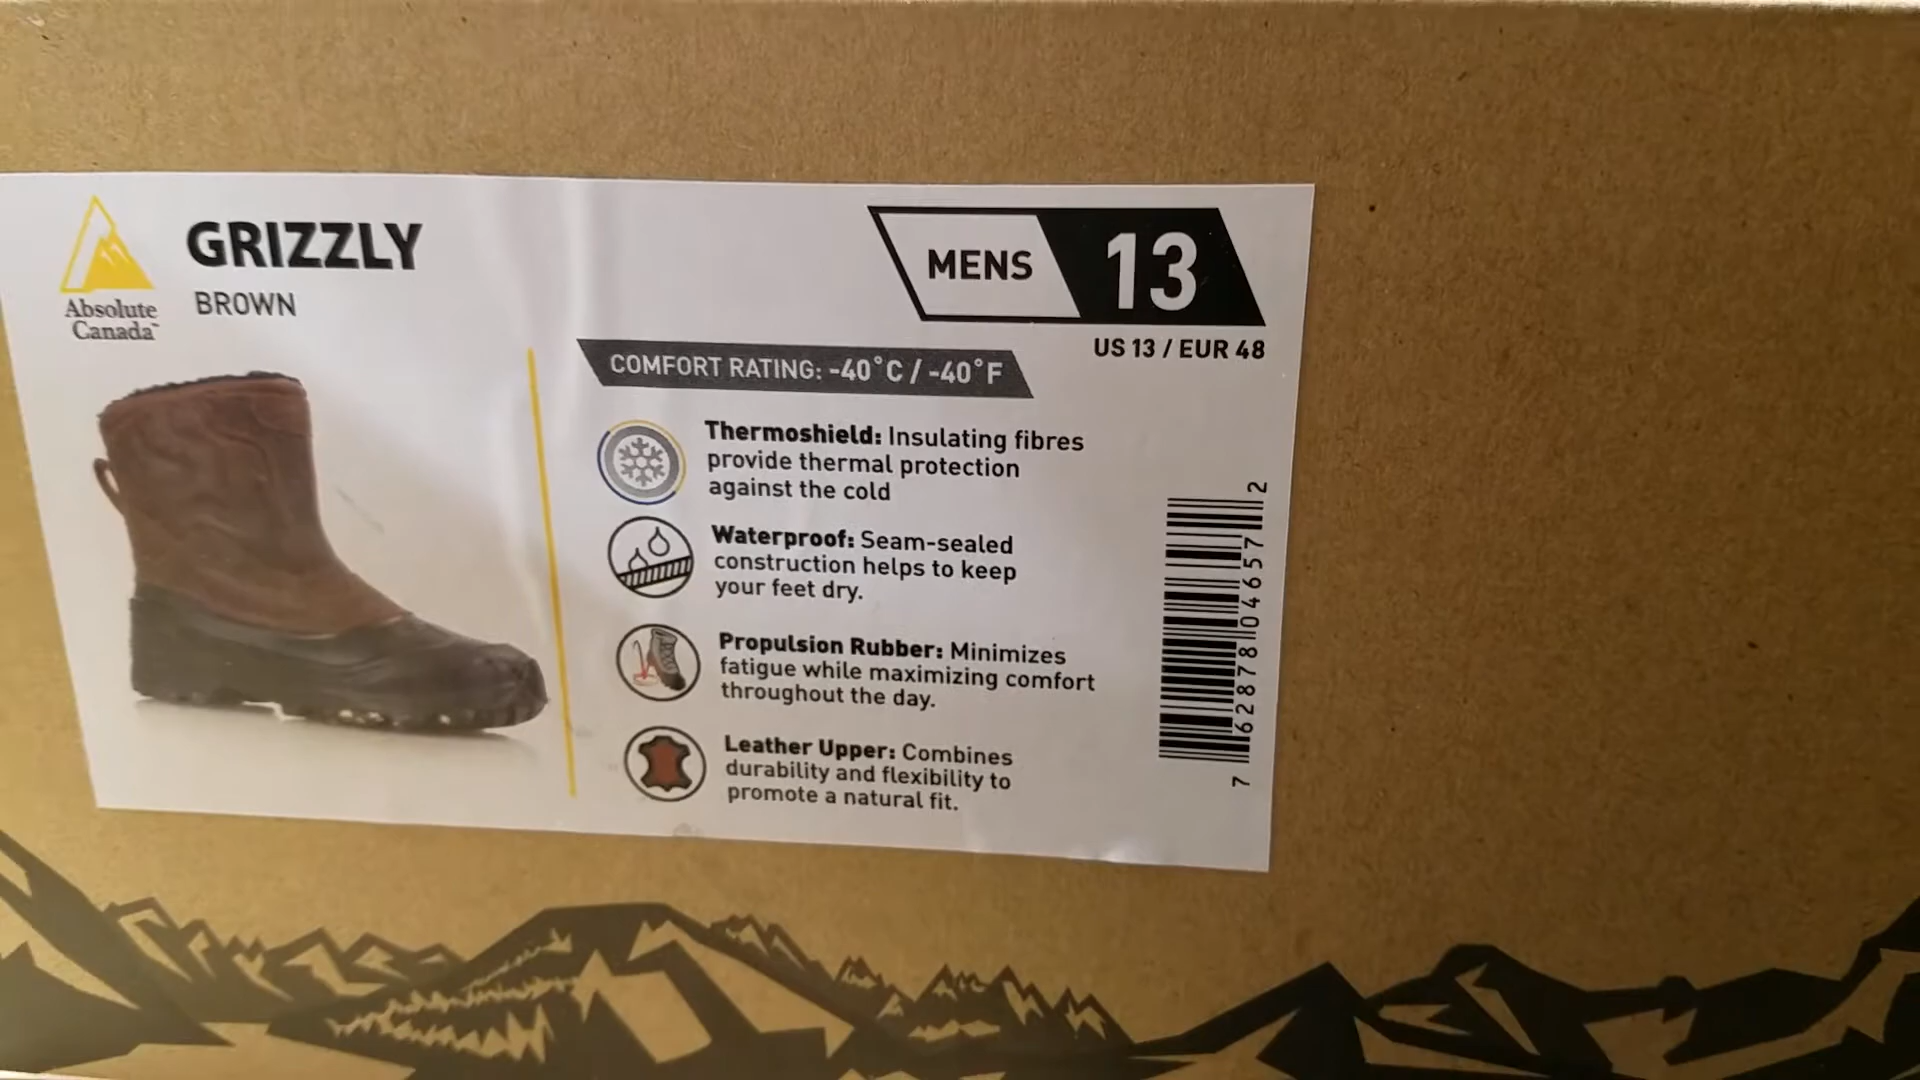 GRIZZLY
BROWN
Absolute
Canada™
MENS 13
US 13 / EUR 48
COMFORT RATING: -40°C / -40°F
Thermoshield: Insulating fibres
provide thermal protection
against the cold
Waterproof: Seam-sealed
construction helps to keep
your feet dry.
Propulsion Rubber: Minimizes
fatigue while maximizing comfort
throughout the day.
Leather Upper: Combines
durability and flexibility to
promote a natural fit.
7 62878 04657 2